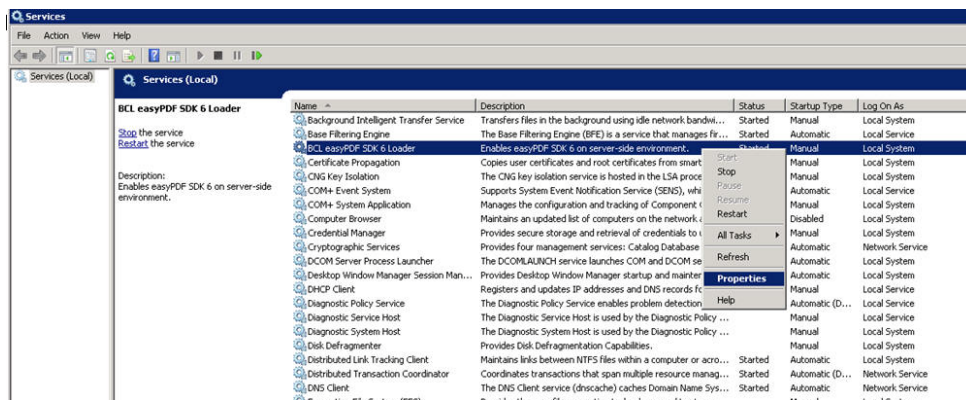 Services
File Action View Help
Services (Local)
Services (Local)
BCL easyPDF SDK 6 Loader
Stop the service
Restart the service
Description:
Enables easyPDF SDK 6 on server-side
environment.
Name Description Status Startup Type Log On As
Background Intelligent Transfer Service Transfers files in the background using idle network bandwi... Started Manual Local System
Base Filtering Engine The Base Filtering Engine (BFE) is a service that manages fir... Started Automatic Local Service
BCL easyPDF SDK 6 Loader Enables easyPDF SDK 6 on server-side environment. Started Manual Local System
Certificate Propagation Copies user certificates and root certificates from smart Manual Local System
CNG Key Isolation The CNG key isolation service is hosted in the LSA proce Manual Local System
COM+ Event System Supports System Event Notification Service (SENS), whi Automatic Local Service
COM+ System Application Manages the configuration and tracking of Component Manual Local System
Computer Browser Maintains an updated list of computers on the network Disabled Local System
Credential Manager Provides secure storage and retrieval of credentials to Manual Local System
Cryptographic Services Provides four management services: Catalog Database Automatic Network Service
DCOM Server Process Launcher The DCOMLAUNCH service launches COM and DCOM se Automatic Local System
Desktop Window Manager Session Man... Provides Desktop Window Manager startup and mainter Automatic Local System
DHCP Client Registers and updates IP addresses and DNS records fo Automatic Local Service
Diagnostic Policy Service The Diagnostic Policy Service enables problem detection Automatic (D... Local Service
Diagnostic Service Host The Diagnostic Service Host is used by the Diagnostic Policy ... Manual Local Service
Diagnostic System Host The Diagnostic System Host is used by the Diagnostic Policy ... Manual Local System
Disk Defragmenter Provides Disk Defragmentation Capabilities. Manual Local System
Distributed Link Tracking Client Maintains links between NTFS files within a computer or acro... Started Automatic Local System
Distributed Transaction Coordinator Coordinates transactions that span multiple resource manag... Started Automatic (D... Network Service
DNS Client The DNS Client service (dnscache) caches Domain Name Sys... Started Automatic Network Service
Start
Stop
Pause
Resume
Restart
All Tasks
Refresh
Properties
Help